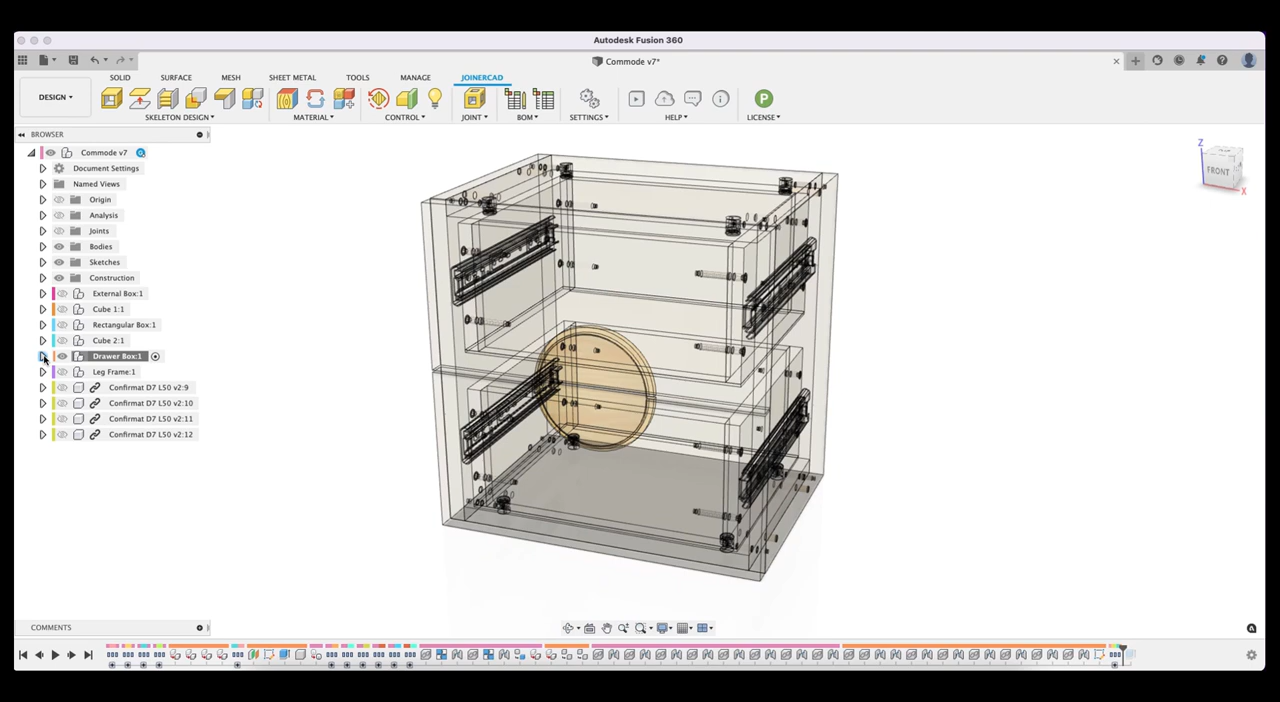 Autodesk Fusion 360
Commode v7*
SOLID SURFACE MESH SHEET METAL TOOLS MANAGE JOINERCAD
DESIGN
SKELETON DESIGN MATERIAL CONTROL JOINT BOM SETTINGS HELP LICENSE
BROWSER
Commode v7
Document Settings
Named Views
Origin
Analysis
Joints
Bodies
Sketches
Construction
External Box:1
Cube 1:1
Rectangular Box:1
Cube 2:1
Drawer Box:1
Leg Frame:1
Confirmat D7 L50 v2:9
Confirmat D7 L50 v2:10
Confirmat D7 L50 v2:11
Confirmat D7 L50 v2:12
Z
FRONT
X
COMMENTS